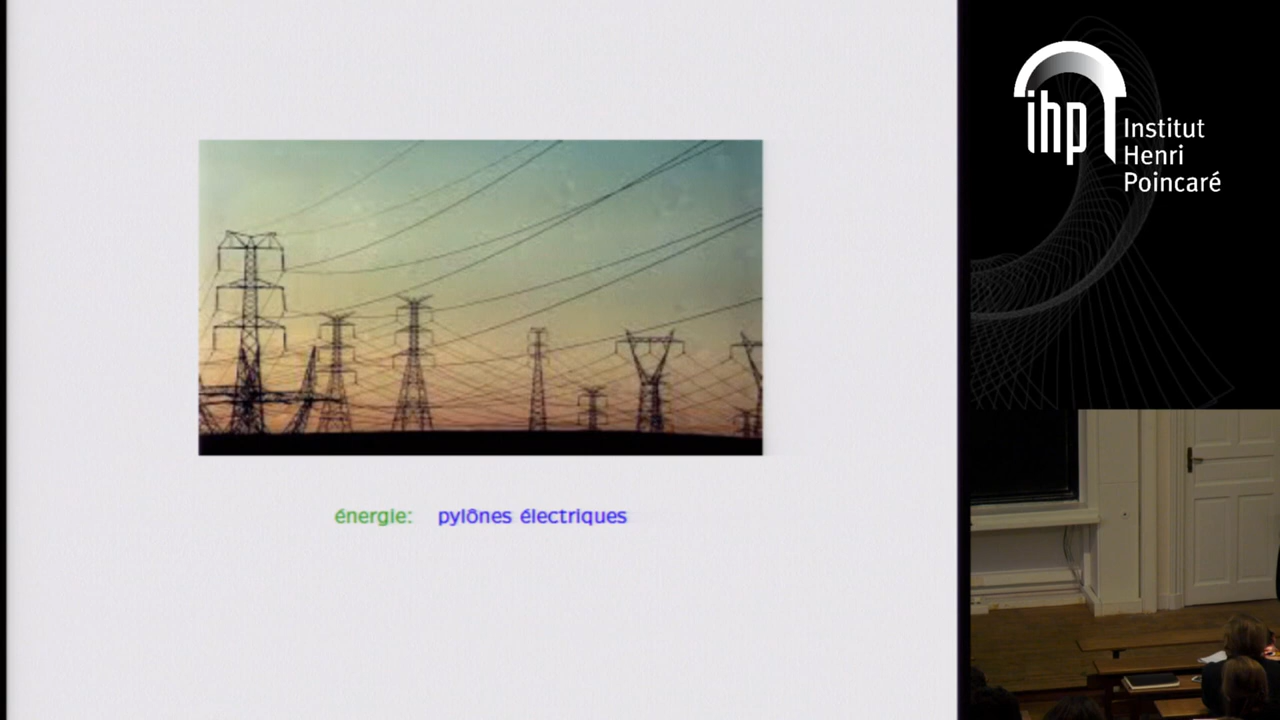 énergie: pylônes électriques
ihp
Institut
Henri
Poincaré